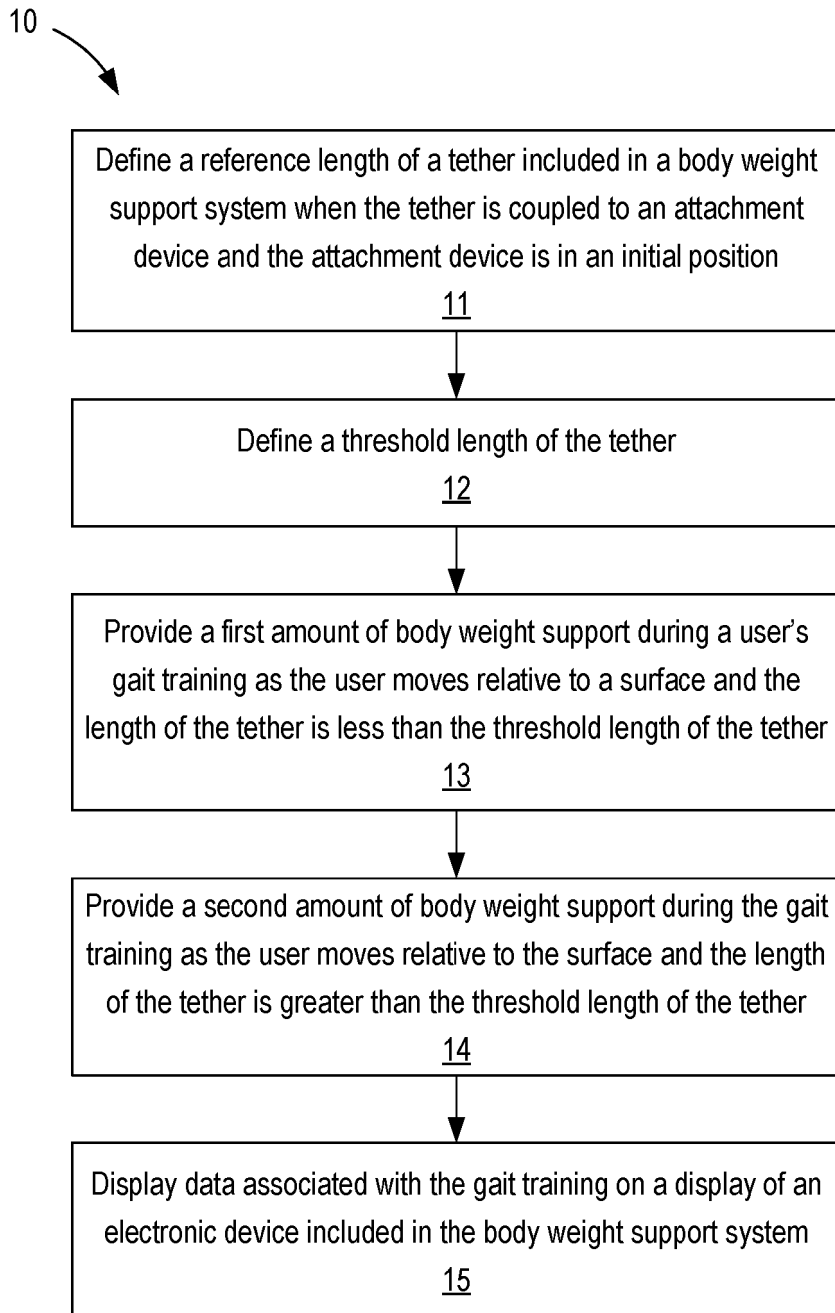 10
Define a reference length of a tether included in a body weight
support system when the tether is coupled to an attachment
device and the attachment device is in an initial position
11
Define a threshold length of the tether
12
Provide a first amount of body weight support during a user's
gait training as the user moves relative to a surface and the
length of the tether is less than the threshold length of the tether
13
Provide a second amount of body weight support during the gait
training as the user moves relative to the surface and the length
of the tether is greater than the threshold length of the tether
14
Display data associated with the gait training on a display of an
electronic device included in the body weight support system
15